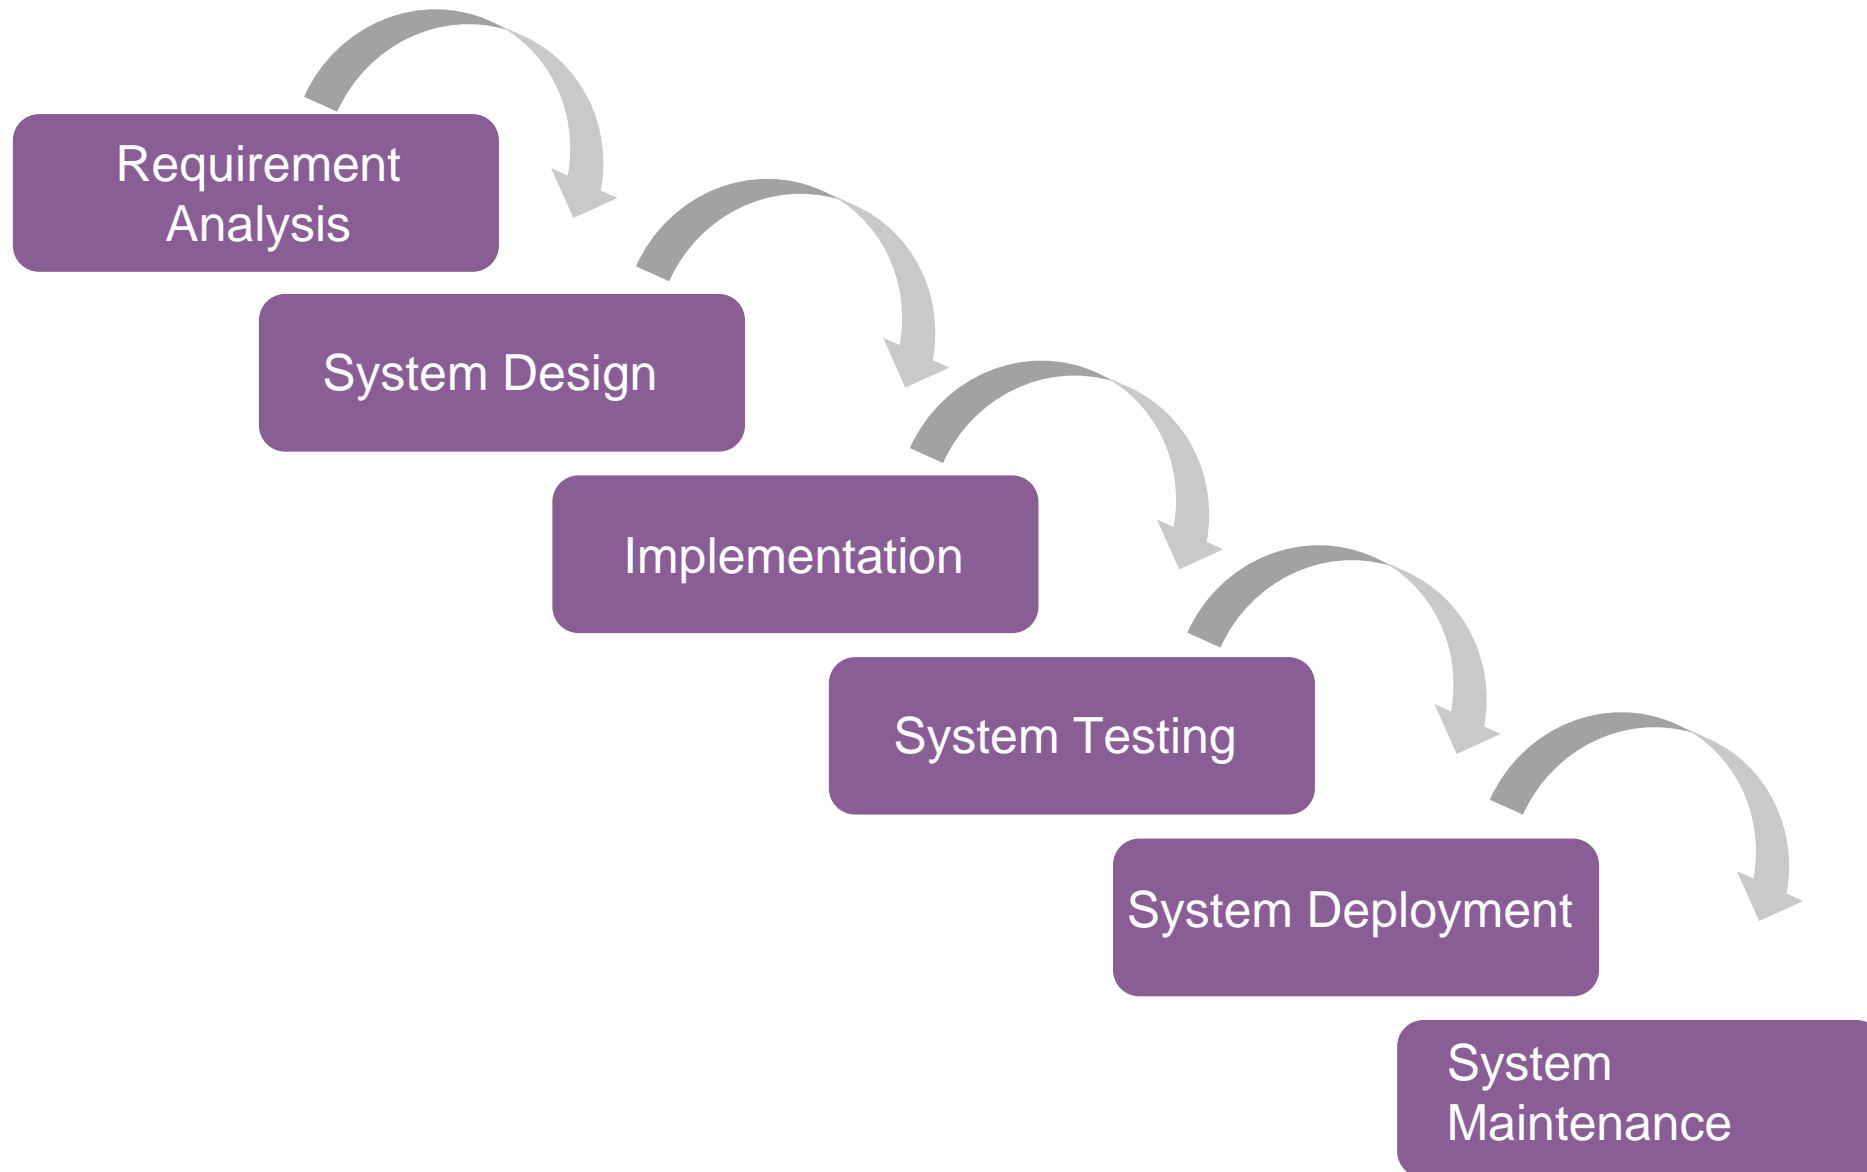 Requirement
Analysis
System Design
Implementation
System Testing
System Deployment
System
Maintenance